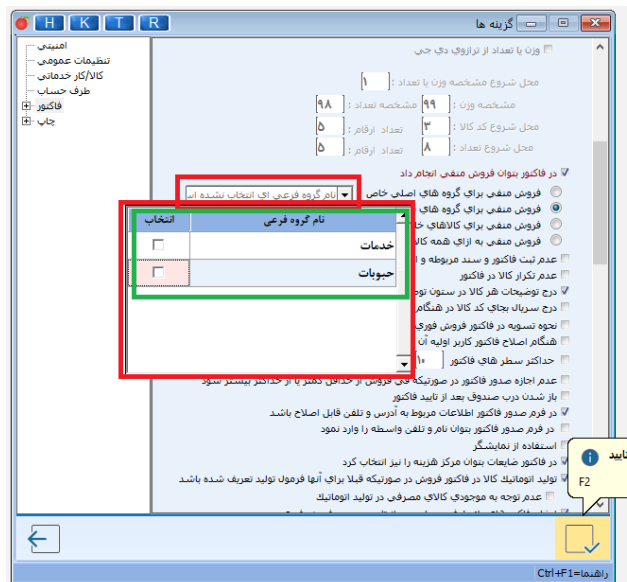 H K T R
گزینه ها
امنیتی
تنظیمات عمومی
کالا/کار خدماتی
طرف حساب
فاکتور
چاپ
وزن یا تعداد از ترازوی دی جی
محل شروع مشخصه وزن یا تعداد : ۱
مشخصه وزن : ۹۹ مشخصه تعداد : ۹۸
محل شروع کد کالا : ۳ تعداد ارقام : ۵
محل شروع تعداد : ۸ تعداد ارقام : ۵
در فاکتور بتوان فروش منفی انجام داد
فروش منفی برای گروه های اصلی خاص
نام گروه فرعی ای انتخاب نشده اس
فروش منفی برای گروه های
فروش منفی برای کالاهای خا
فروش منفی به ازای همه کالا
نام گروه فرعی انتخاب
خدمات
حبوبات
عدم ثبت فاکتور و سند مربوطه و ا
عدم تکرار کالا در فاکتور
درج توضیحات هر کالا در ستون توض
درج سریال بجای کد کالا در هنگام
نحوه تسویه در فاکتور فروش فوری
هنگام اصلاح فاکتور کاربر اولیه آن
حداکثر سطر های فاکتور ۱۰
عدم اجازه صدور فاکتور در صورتیکه فی فروش از حداقل کمتر یا از حداکثر بیشتر شود
باز شدن درب صندوق بعد از تایید فاکتور
در فرم صدور فاکتور اطلاعات مربوط به آدرس و تلفن قابل اصلاح باشد
در فرم صدور فاکتور بتوان نام و تلفن واسطه را وارد نمود
استفاده از نمایشگر
در فاکتور ضایعات بتوان مرکز هزینه را نیز انتخاب کرد
تولید اتوماتیک کالا در فاکتور فروش در صورتیکه قبلا برای آنها فرمول تولید تعریف شده باشد
عدم توجه به موجودی کالای مصرفی در تولید اتوماتیک
تایید
F2
راهنما=Ctrl+F1